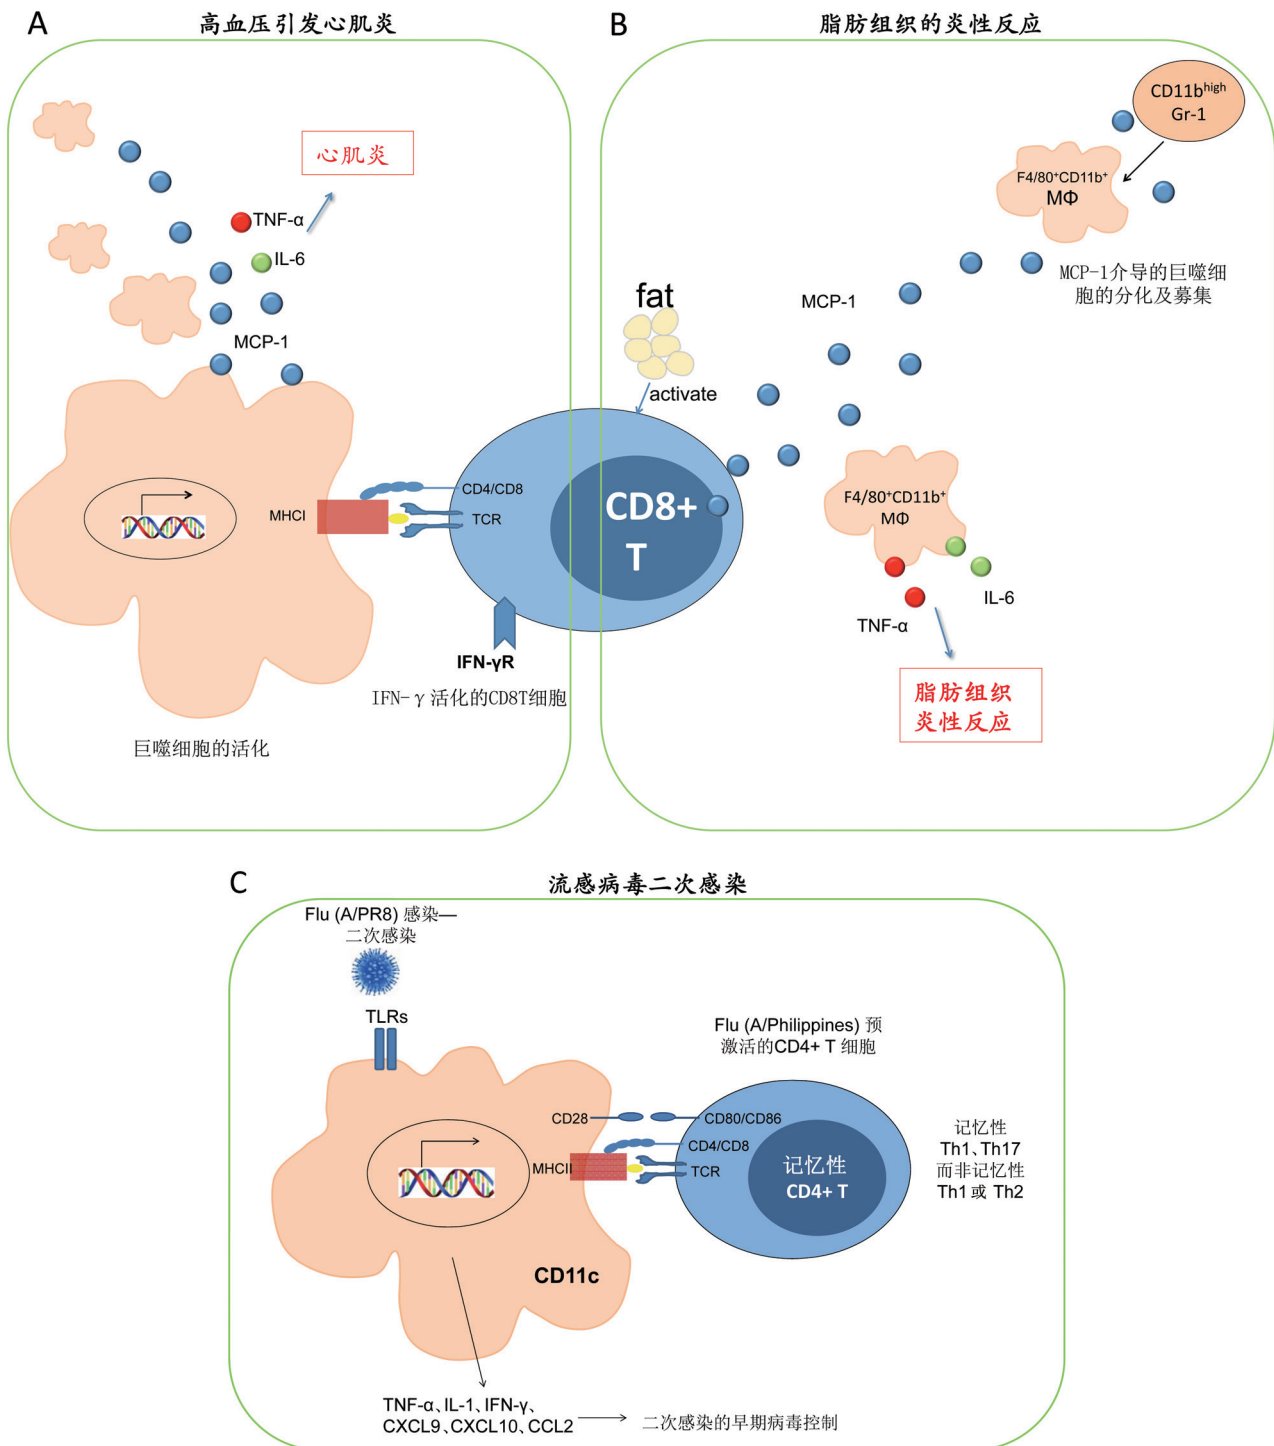 A
高血压引发心肌炎
心肌炎
TNF-α
IL-6
MCP-1
MHCI
CD4/CD8
TCR
IFN-γR
IFN-γ活化的CD8T细胞
巨噬细胞的活化
B
脂肪组织的炎性反应
CD11bhigh
Gr-1
F4/80+CD11b+
MΦ
MCP-1介导的巨噬细
胞的分化及募集
MCP-1
fat
activate
CD8+
T
F4/80+CD11b+
MΦ
IL-6
TNF-α
脂肪组织
炎性反应
C
流感病毒二次感染
Flu (A/PR8) 感染—
二次感染
TLRs
Flu (A/Philippines) 预
激活的CD4+ T 细胞
CD28
CD80/CD86
CD4/CD8
MHCII
TCR
记忆性
CD4+ T
记忆性
Th1、Th17
而非记忆性
Th1或 Th2
CD11c
TNF-α、IL-1、IFN-γ、
CXCL9、CXCL10、CCL2
二次感染的早期病毒控制